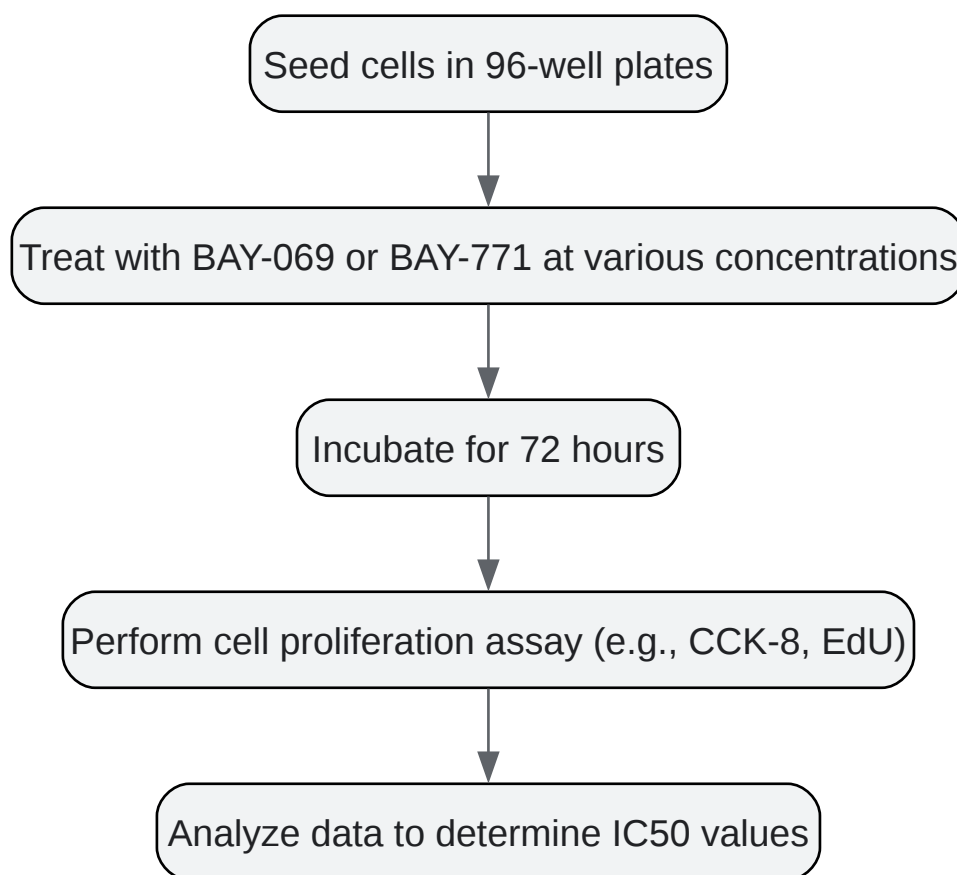 Seed cells in 96-well plates
Treat with BAY-069 or BAY-771 at various concentrations
Incubate for 72 hours
Perform cell proliferation assay (e.g., CCK-8, EdU)
Analyze data to determine IC50 values